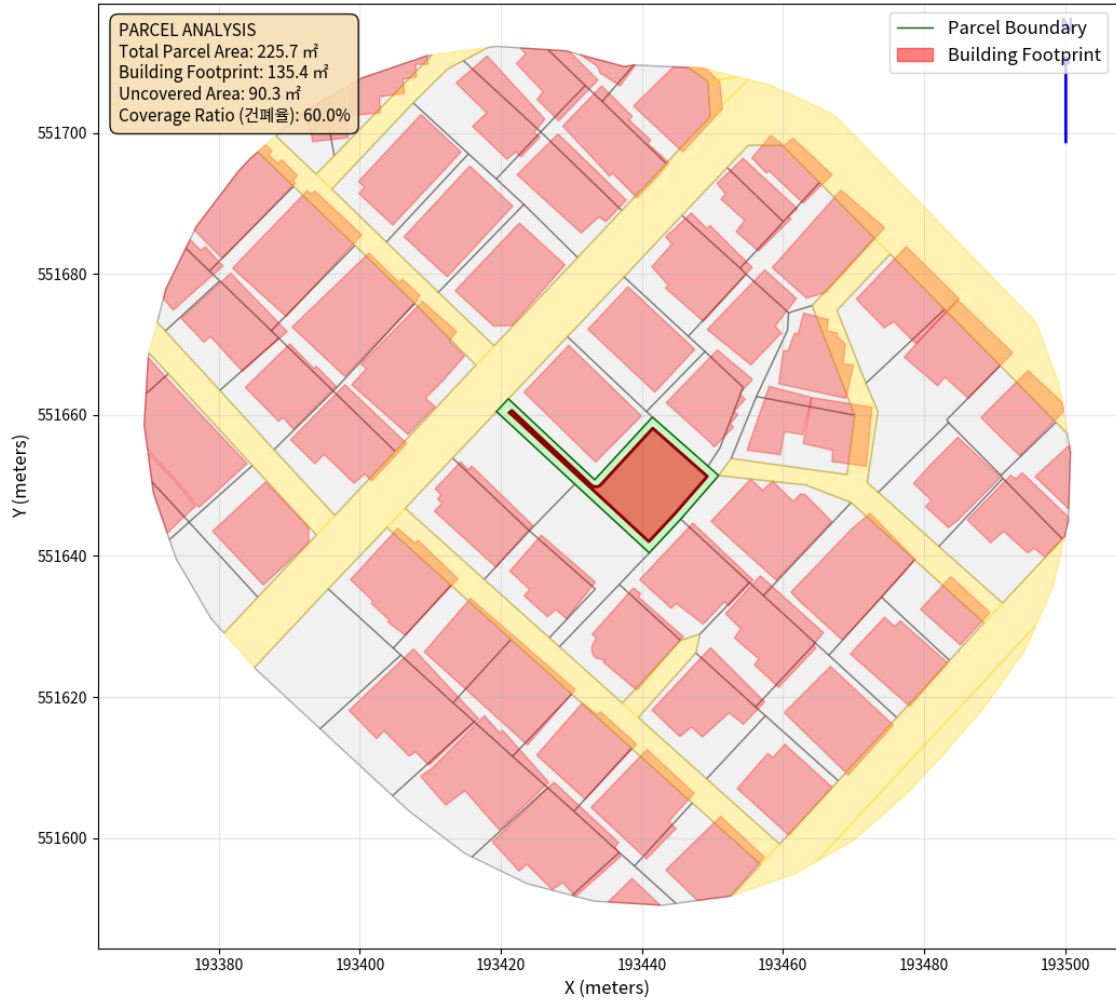 PARCEL ANALYSIS
Total Parcel Area: 225.7 ㎡
Building Footprint: 135.4 ㎡
Uncovered Area: 90.3 ㎡
Coverage Ratio (건폐율): 60.0%
Parcel Boundary
Building Footprint
N
551700
551680
551660
551640
551620
551600
Y (meters)
193380
193400
193420
193440
193460
193480
193500
X (meters)